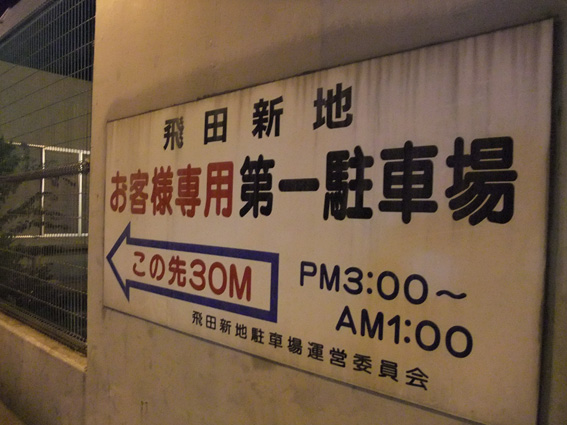 飛田新地
お客様専用第一駐車場
この先30M
PM3:00~
AM1:00
飛田新地駐車場運営委員会